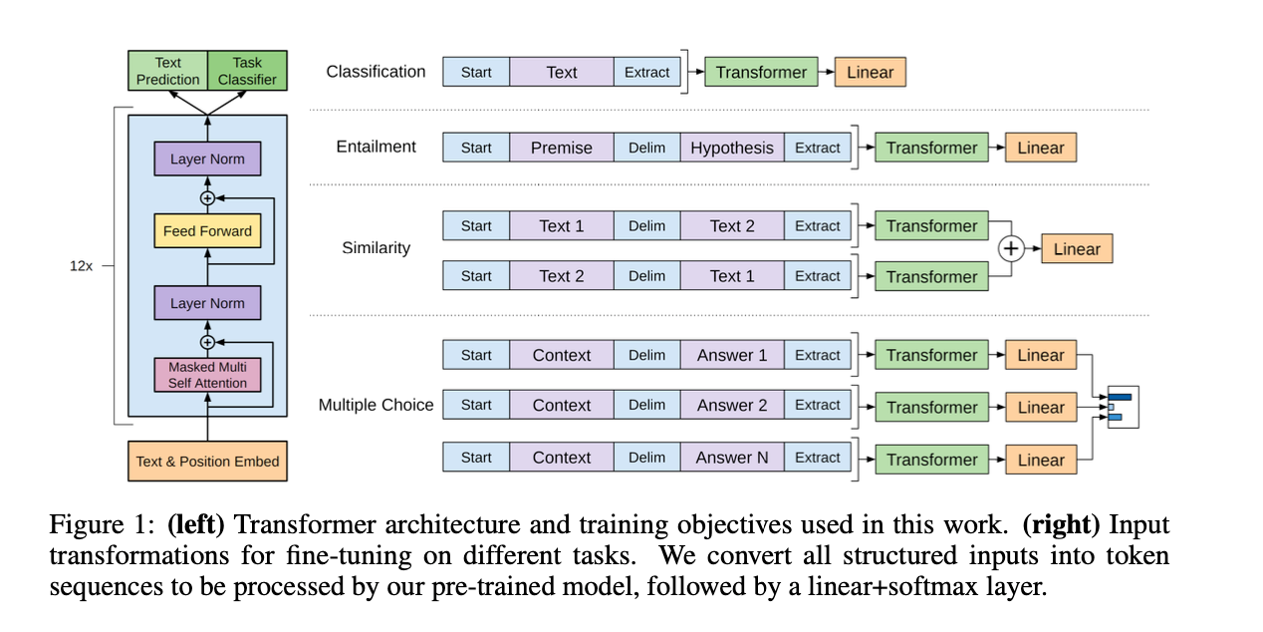 Text
Prediction
Task
Classifier
Layer Norm
Feed Forward
12x
Layer Norm
Masked Multi
Self Attention
Text & Position Embed
Classification Start Text Extract Transformer Linear
Entailment Start Premise Delim Hypothesis Extract Transformer Linear
Similarity
Start Text 1 Delim Text 2 Extract Transformer
Start Text 2 Delim Text 1 Extract Transformer
+ Linear
Multiple Choice
Start Context Delim Answer 1 Extract Transformer Linear
Start Context Delim Answer 2 Extract Transformer Linear
Start Context Delim Answer N Extract Transformer Linear
Figure 1: (left) Transformer architecture and training objectives used in this work. (right) Input
transformations for fine-tuning on different tasks. We convert all structured inputs into token
sequences to be processed by our pre-trained model, followed by a linear+softmax layer.